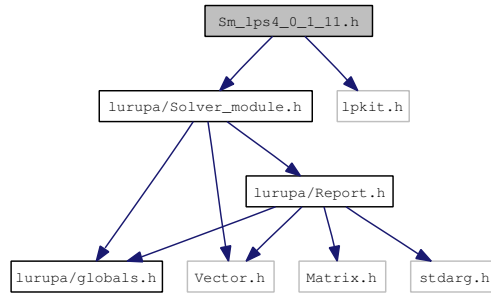 Sm_lps4_0_1_11.h
lurupa/Solver_module.h
lpkit.h
lurupa/Report.h
lurupa/globals.h
Vector.h
Matrix.h
stdarg.h